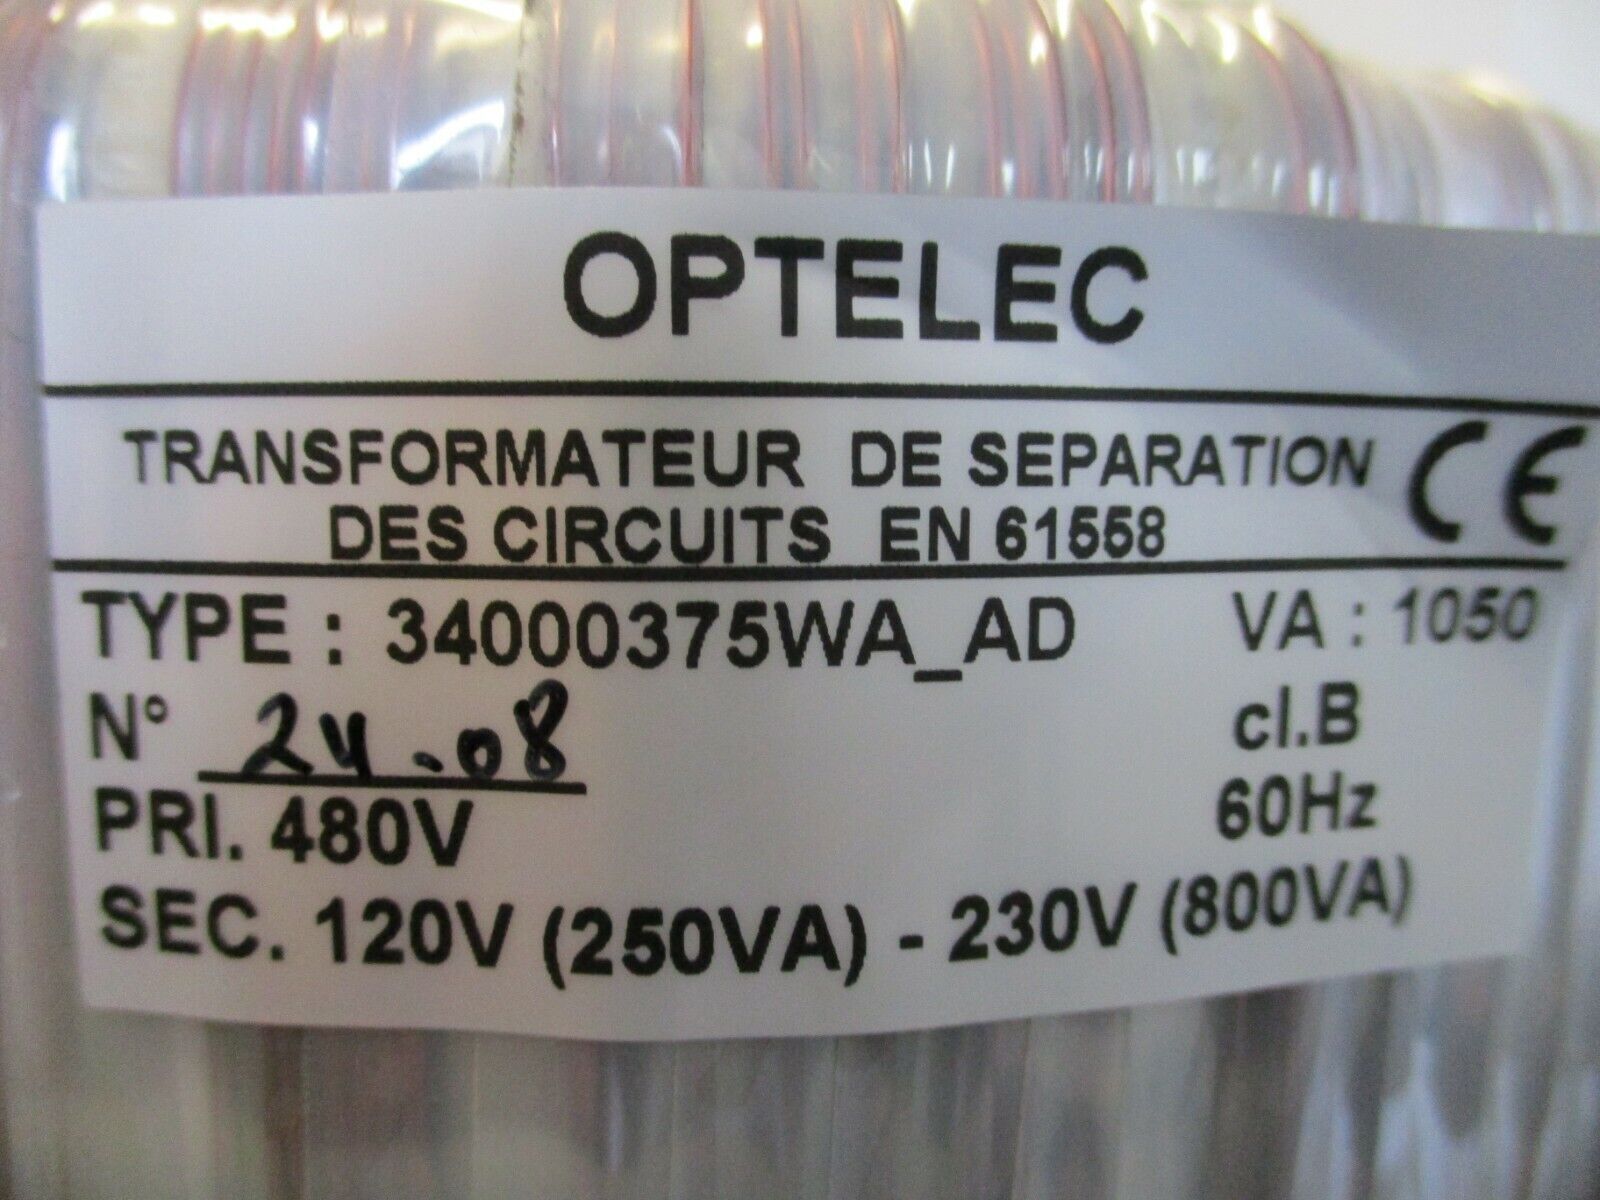 OPTELEC
TRANSFORMATEUR DE SEPARATION CE
DES CIRCUITS EN 61558
TYPE : 34000375WA_AD VA : 1050
N° 24.08 cl.B
PRI. 480V 60Hz
SEC. 120V (250VA) - 230V (800VA)